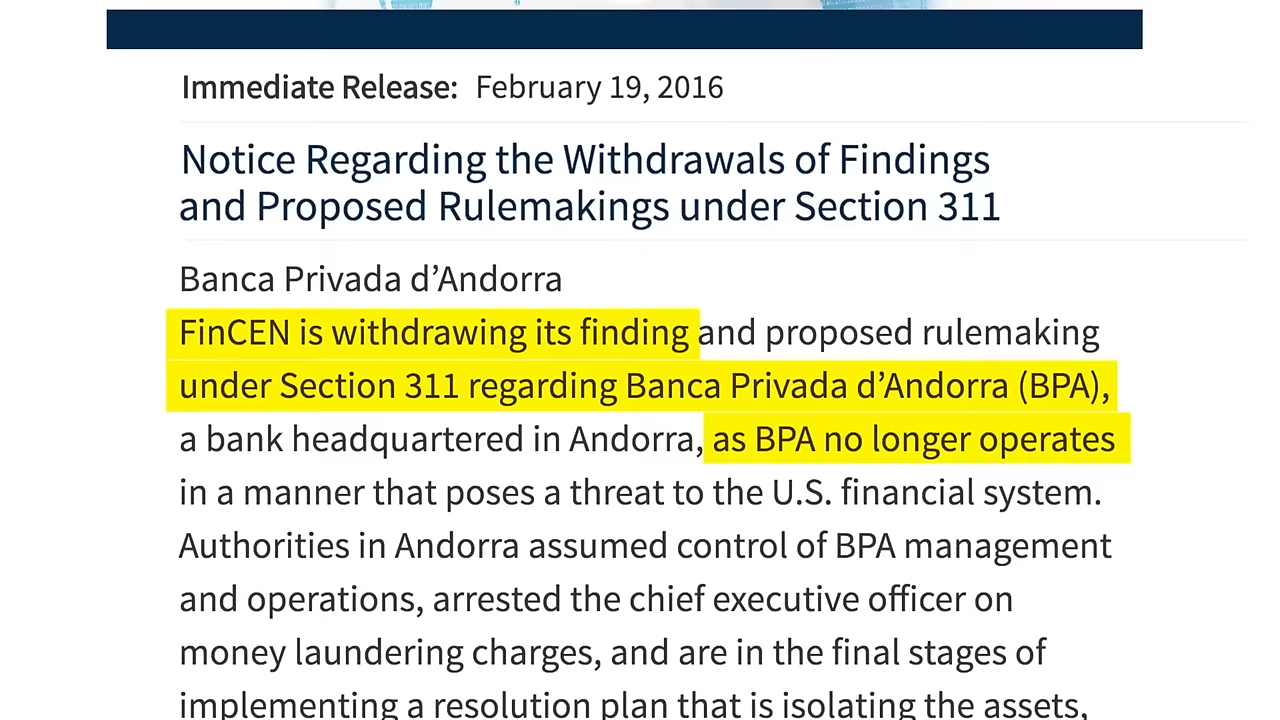 Immediate Release: February 19, 2016
Notice Regarding the Withdrawals of Findings
and Proposed Rulemakings under Section 311
Banca Privada d’Andorra
FinCEN is withdrawing its finding and proposed rulemaking
under Section 311 regarding Banca Privada d’Andorra (BPA),
a bank headquartered in Andorra, as BPA no longer operates
in a manner that poses a threat to the U.S. financial system.
Authorities in Andorra assumed control of BPA management
and operations, arrested the chief executive officer on
money laundering charges, and are in the final stages of
implementing a resolution plan that is isolating the assets,